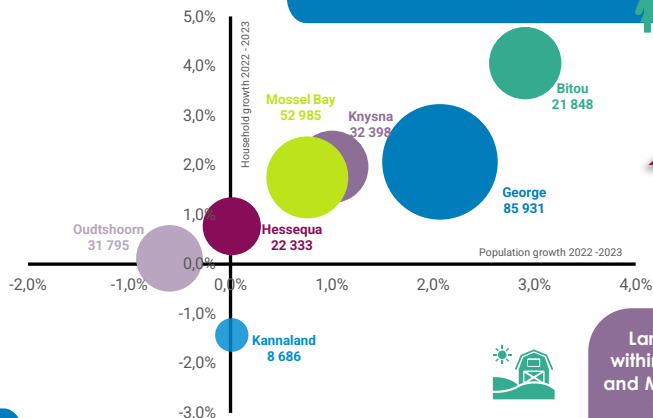 5,0%
4,0%
3,0%
2,0%
1,0%
0,0%
-1,0%
-2,0%
-3,0%
Household growth 2022 - 2023
Bitou
21 848
Mossel Bay
52 985
Knysna
32 398
George
85 931
Oudtshoorn
31 795
Hessequa
22 333
Population growth 2022 -2023
-2,0%
-1,0%
0,0%
1,0%
2,0%
3,0%
4,0%
Kannaland
8 686
Lar
within
and M